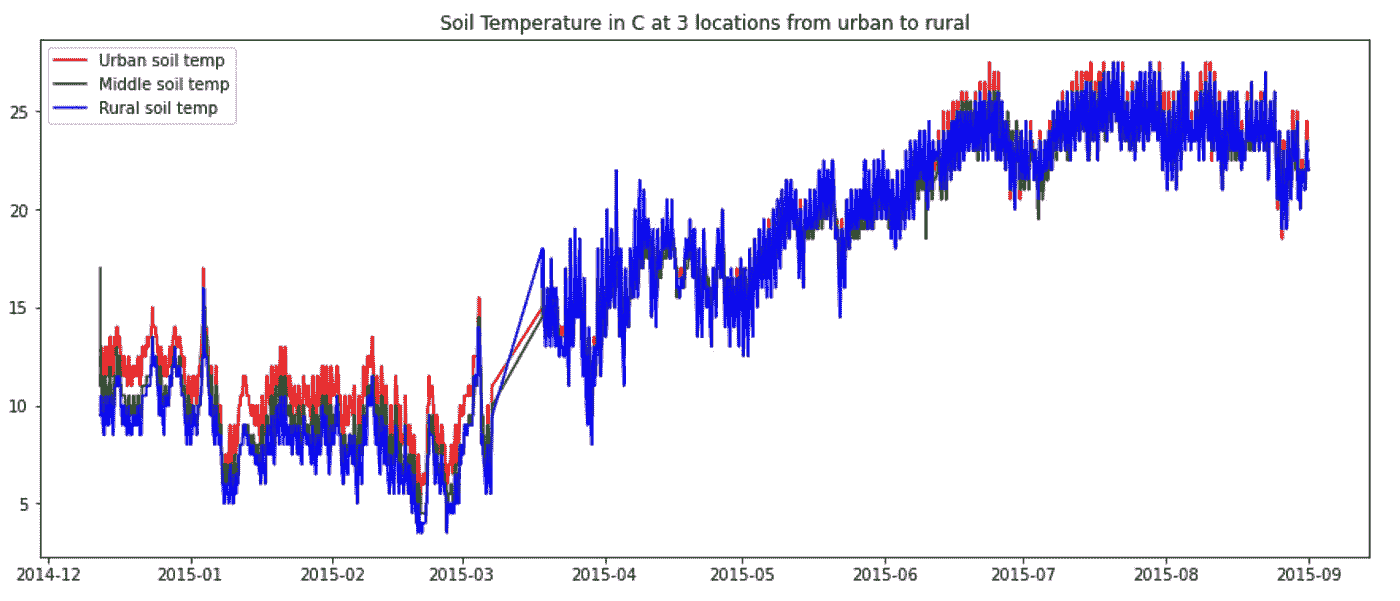 Soil Temperature in C at 3 locations from urban to rural
Urban soil temp
Middle soil temp
Rural soil temp
25
20
15
10
5
2014-12 2015-01 2015-02 2015-03 2015-04 2015-05 2015-06 2015-07 2015-08 2015-09